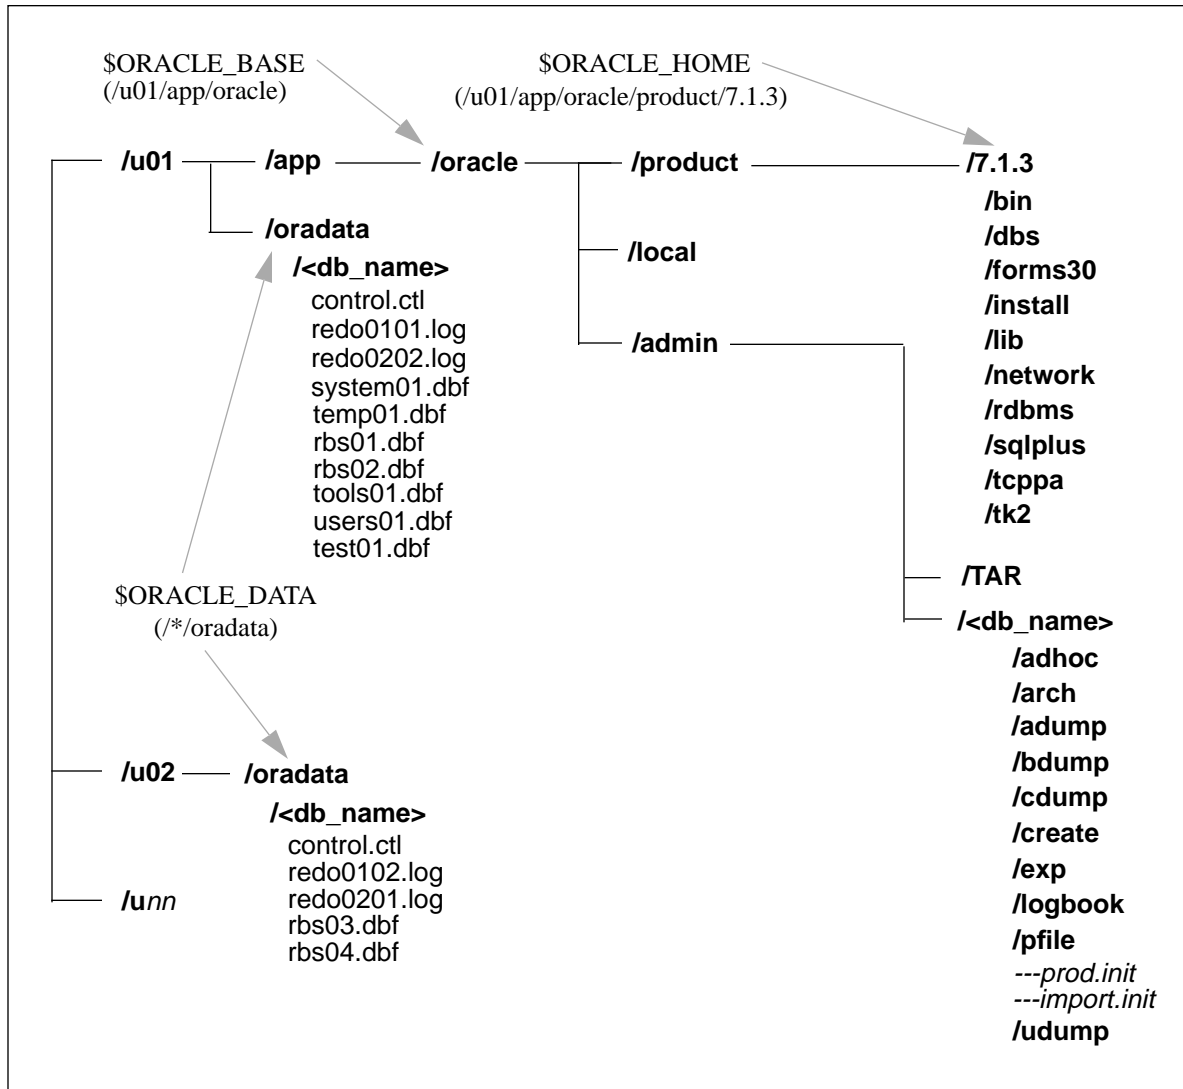 $ORACLE_BASE
(/u01/app/oracle)
$ORACLE_HOME
(/u01/app/oracle/product/7.1.3)
/u01
/app
/oracle
/product
/7.1.3
/bin
/dbs
/forms30
/install
/lib
/network
/rdbms
/sqlplus
/tcppa
/tk2
/oradata
/<db_name>
control.ctl
redo0101.log
redo0202.log
system01.dbf
temp01.dbf
rbs01.dbf
rbs02.dbf
tools01.dbf
users01.dbf
test01.dbf
/local
/admin
/TAR
/<db_name>
/adhoc
/arch
/adump
/bdump
/cdump
/create
/exp
/logbook
/pfile
---prod.init
---import.init
/udump
$ORACLE_DATA
(/*/oradata)
/u02
/oradata
/<db_name>
control.ctl
redo0102.log
redo0201.log
rbs03.dbf
rbs04.dbf
/unn